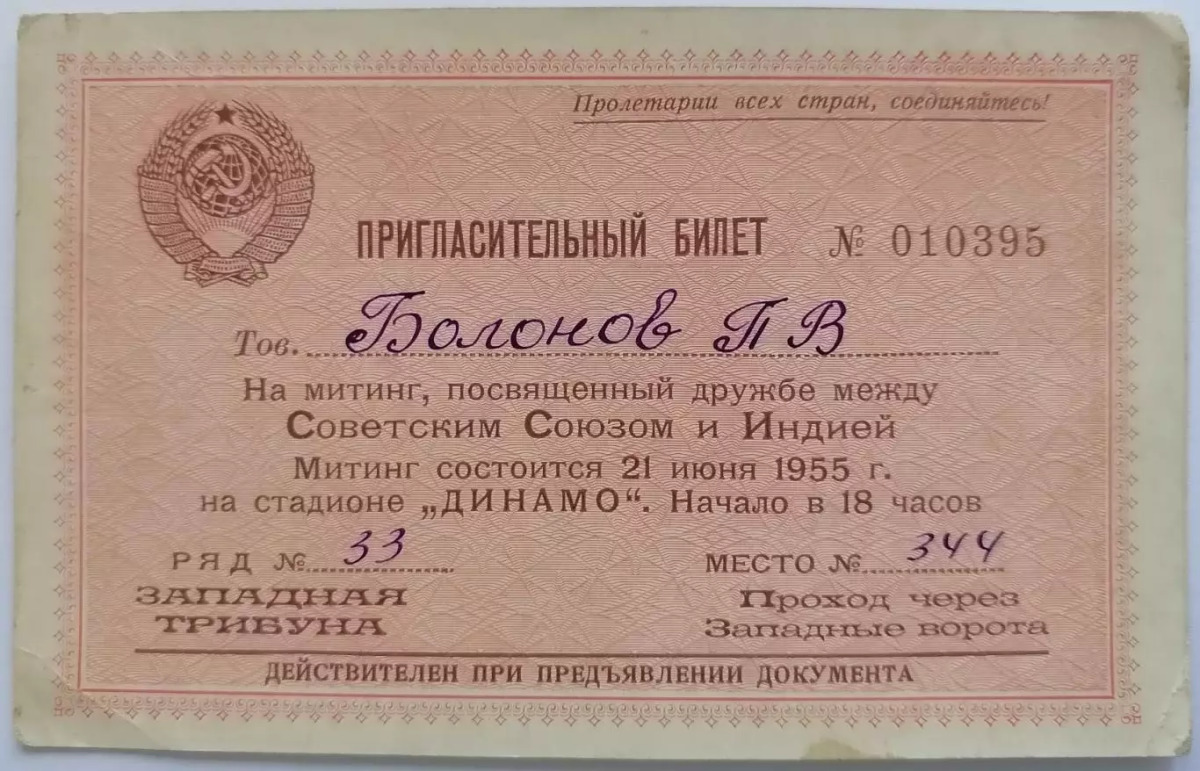 Пролетарии всех стран, соединяйтесь!
ПРИГЛАСИТЕЛЬНЫЙ БИЛЕТ № 010395
Тов. Болонов П В
На митинг, посвященный дружбе между
Советским Союзом и Индией
Митинг состоится 21 июня 1955 г.
на стадионе „ДИНАМО“. Начало в 18 часов
РЯД № 33 МЕСТО № 344
ЗАПАДНАЯ
ТРИБУНА
Проход через
Западные ворота
ДЕЙСТВИТЕЛЕН ПРИ ПРЕДЪЯВЛЕНИИ ДОКУМЕНТА